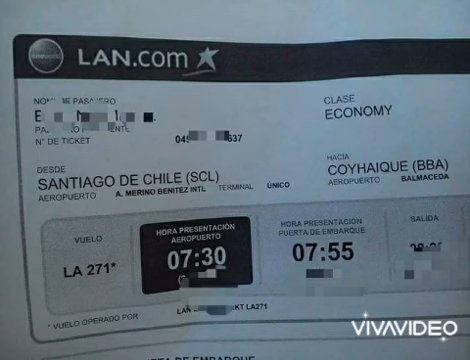 LAN.com
CLASE
ECONOMY
N° DE TICKET
DESDE
SANTIAGO DE CHILE (SCL)
AEROPUERTO A. MERINO BENITEZ INTL TERMINAL ÚNICO
HACIA
COYHAIQUE (BBA)
AEROPUERTO BALMACEDA
VUELO
LA 271*
HORA PRESENTACIÓN
AEROPUERTO
07:30
HORA PRESENTACIÓN
PUERTA DE EMBARQUE
07:55
SALIDA
* VUELO OPERADO POR
LAN LA271
VIVAVIDEO